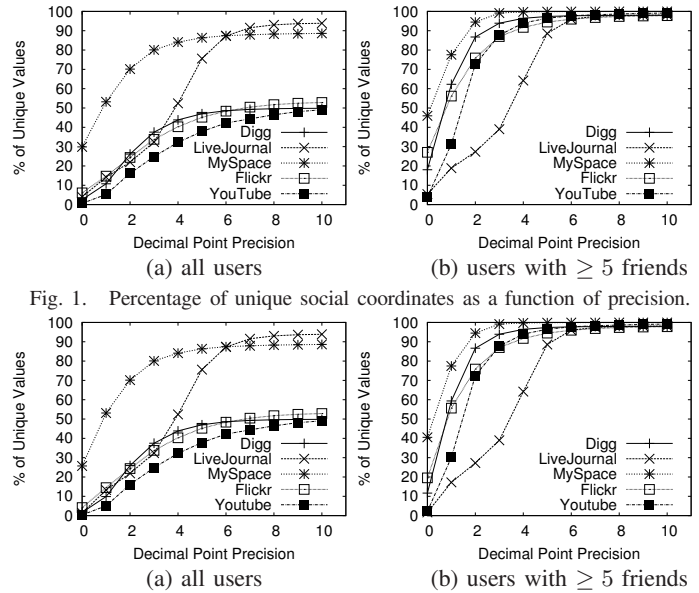 100
90
80
70
60
50
40
30
20
10
0
% of Unique Values
Digg
LiveJournal
MySpace
Flickr
YouTube
0 2 4 6 8 10
Decimal Point Precision
(a) all users
100
90
80
70
60
50
40
30
20
10
0
% of Unique Values
Digg
LiveJournal
MySpace
Flickr
YouTube
0 2 4 6 8 10
Decimal Point Precision
(b) users with ≥ 5 friends
Fig. 1. Percentage of unique social coordinates as a function of precision.
100
90
80
70
60
50
40
30
20
10
0
% of Unique Values
Digg
LiveJournal
MySpace
Flickr
Youtube
0 2 4 6 8 10
Decimal Point Precision
(a) all users
100
90
80
70
60
50
40
30
20
10
0
% of Unique Values
Digg
LiveJournal
MySpace
Flickr
Youtube
0 2 4 6 8 10
Decimal Point Precision
(b) users with ≥ 5 friends